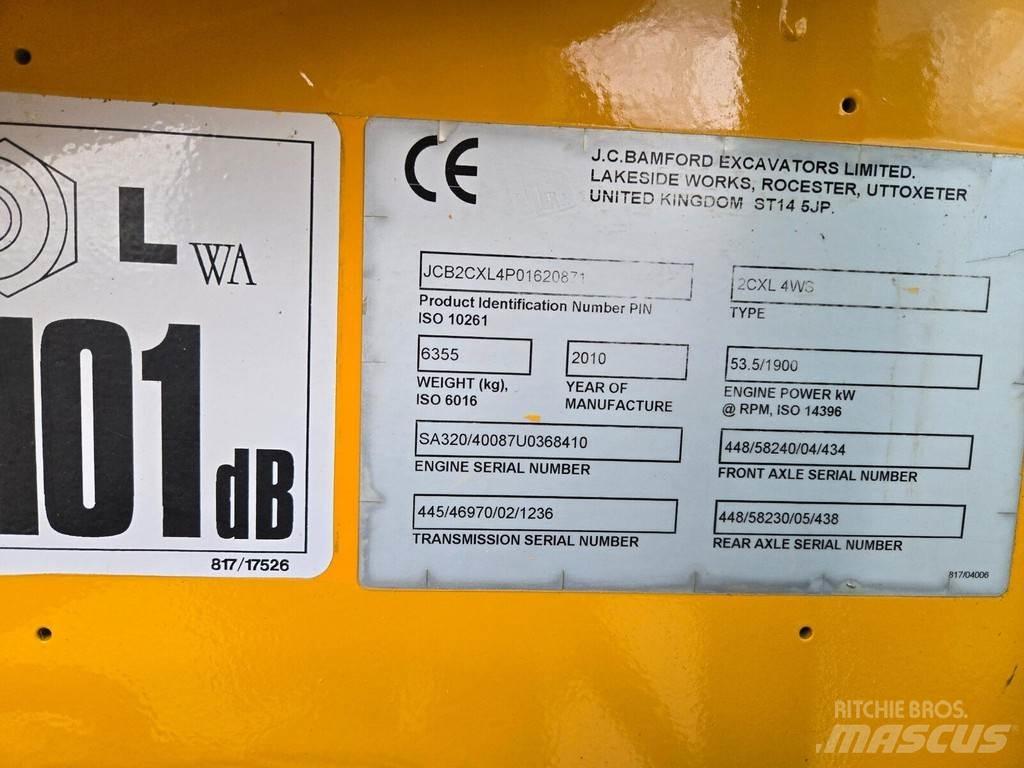 L WA
101 dB
817/17526
CE
J.C.BAMFORD EXCAVATORS LIMITED.
LAKESIDE WORKS, ROCESTER, UTTOXETER
UNITED KINGDOM ST14 5JP.
JCB2CXL4P01620871
Product Identification Number PIN
ISO 10261
2CXL 4WS
TYPE
6355
WEIGHT (kg),
ISO 6016
2010
YEAR OF
MANUFACTURE
53.5/1900
ENGINE POWER kW
@ RPM, ISO 14396
SA320/40087U0368410
ENGINE SERIAL NUMBER
448/58240/04/434
FRONT AXLE SERIAL NUMBER
445/46970/02/1236
TRANSMISSION SERIAL NUMBER
448/58230/05/438
REAR AXLE SERIAL NUMBER
817/04006
RITCHIE BROS.
MASCUS